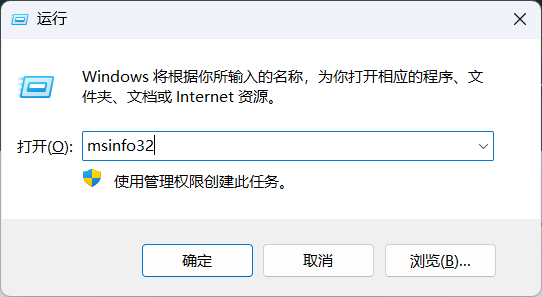 运行
Windows 将根据你所输入的名称，为你打开相应的程序、文
件夹、文档或 Internet 资源。
打开(O): msinfo32
使用管理权限创建此任务。
确定 取消 浏览(B)...